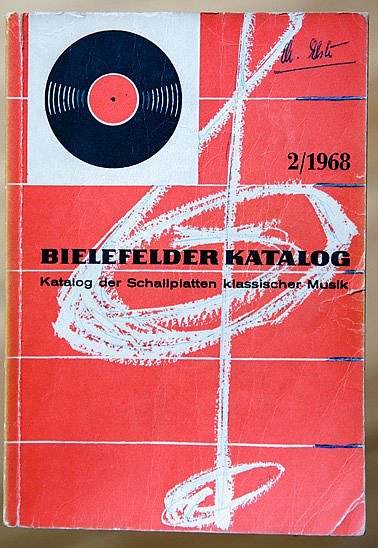 2/1968
BIELEFELDER KATALOG
Katalog der Schallplatten klassischer Musik